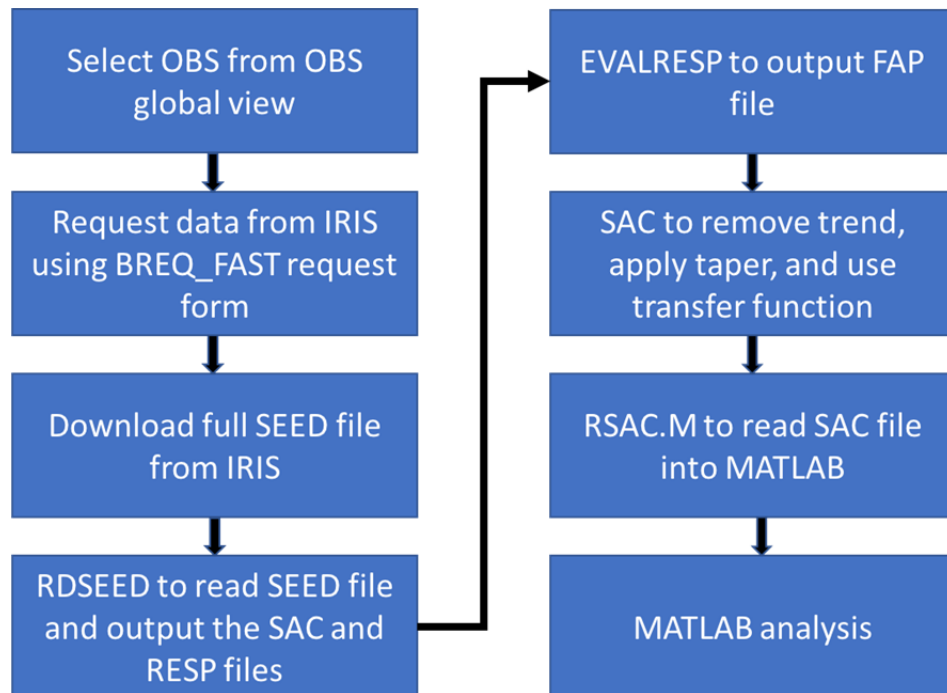 Select OBS from OBS
global view
Request data from IRIS
using BREQ_FAST request
form
Download full SEED file
from IRIS
RDSEED to read SEED file
and output the SAC and
RESP files
EVALRESP to output FAP
file
SAC to remove trend,
apply taper, and use
transfer function
RSAC.M to read SAC file
into MATLAB
MATLAB analysis